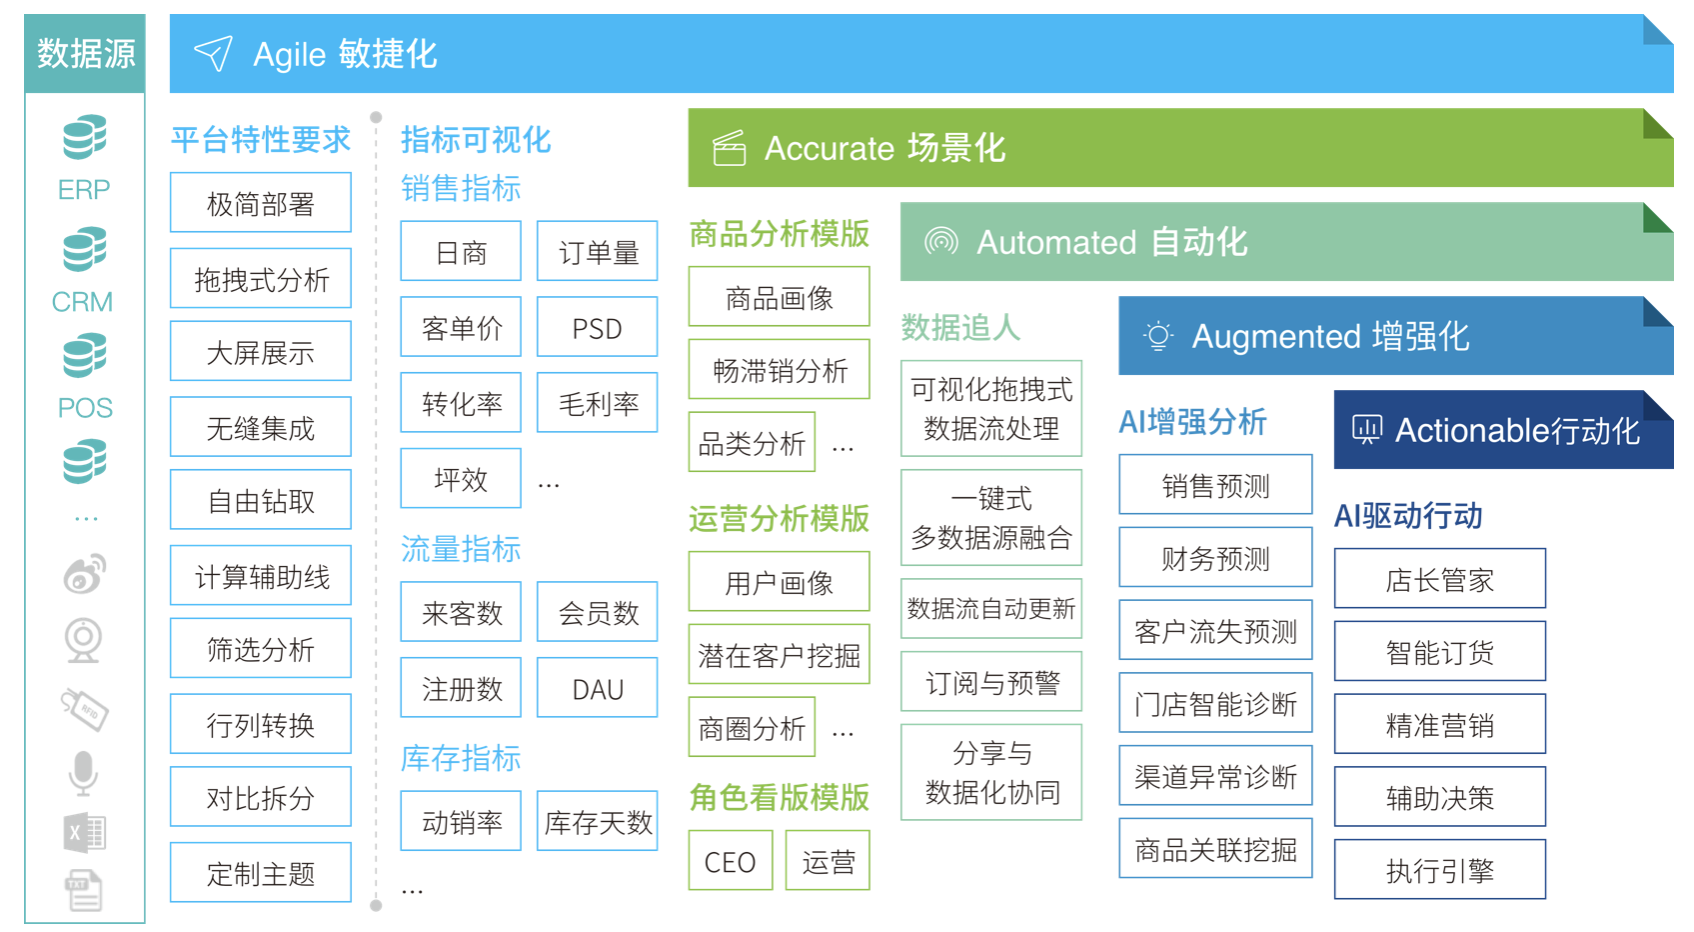 数据源
ERP
CRM
POS
...
RFID
X
TXT
Agile 敏捷化
平台特性要求
极简部署
拖拽式分析
大屏展示
无缝集成
自由钻取
计算辅助线
筛选分析
行列转换
对比拆分
定制主题
指标可视化
销售指标
日商
订单量
客单价
PSD
转化率
毛利率
坪效
...
流量指标
来客数
会员数
注册数
DAU
库存指标
动销率
库存天数
...
Accurate 场景化
商品分析模版
商品画像
畅滞销分析
品类分析
...
运营分析模版
用户画像
潜在客户挖掘
商圈分析
...
角色看版模版
CEO
运营
Automated 自动化
数据追人
可视化拖拽式
数据流处理
一键式
多数据源融合
数据流自动更新
订阅与预警
分享与
数据化协同
Augmented 增强化
AI增强分析
销售预测
财务预测
客户流失预测
门店智能诊断
渠道异常诊断
商品关联挖掘
Actionable行动化
AI驱动行动
店长管家
智能订货
精准营销
辅助决策
执行引擎